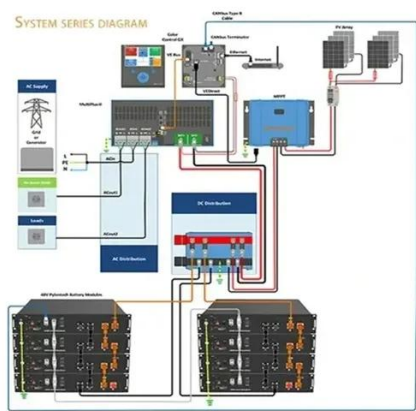 SYSTEM SERIES DIAGRAM
CANbus Type B
Cable
Color
Control GX
CANbus Terminator
Ethernet
Internet
PV Array
VE Bus
VE Direct
AC Supply
MultiPlus-II
MPPT
Grid
or
Generator
L
PE
N
ACin
ACout1
Loads
ACout2
DC Distribution
AC Distribution
48V Pylontech Battery Modules